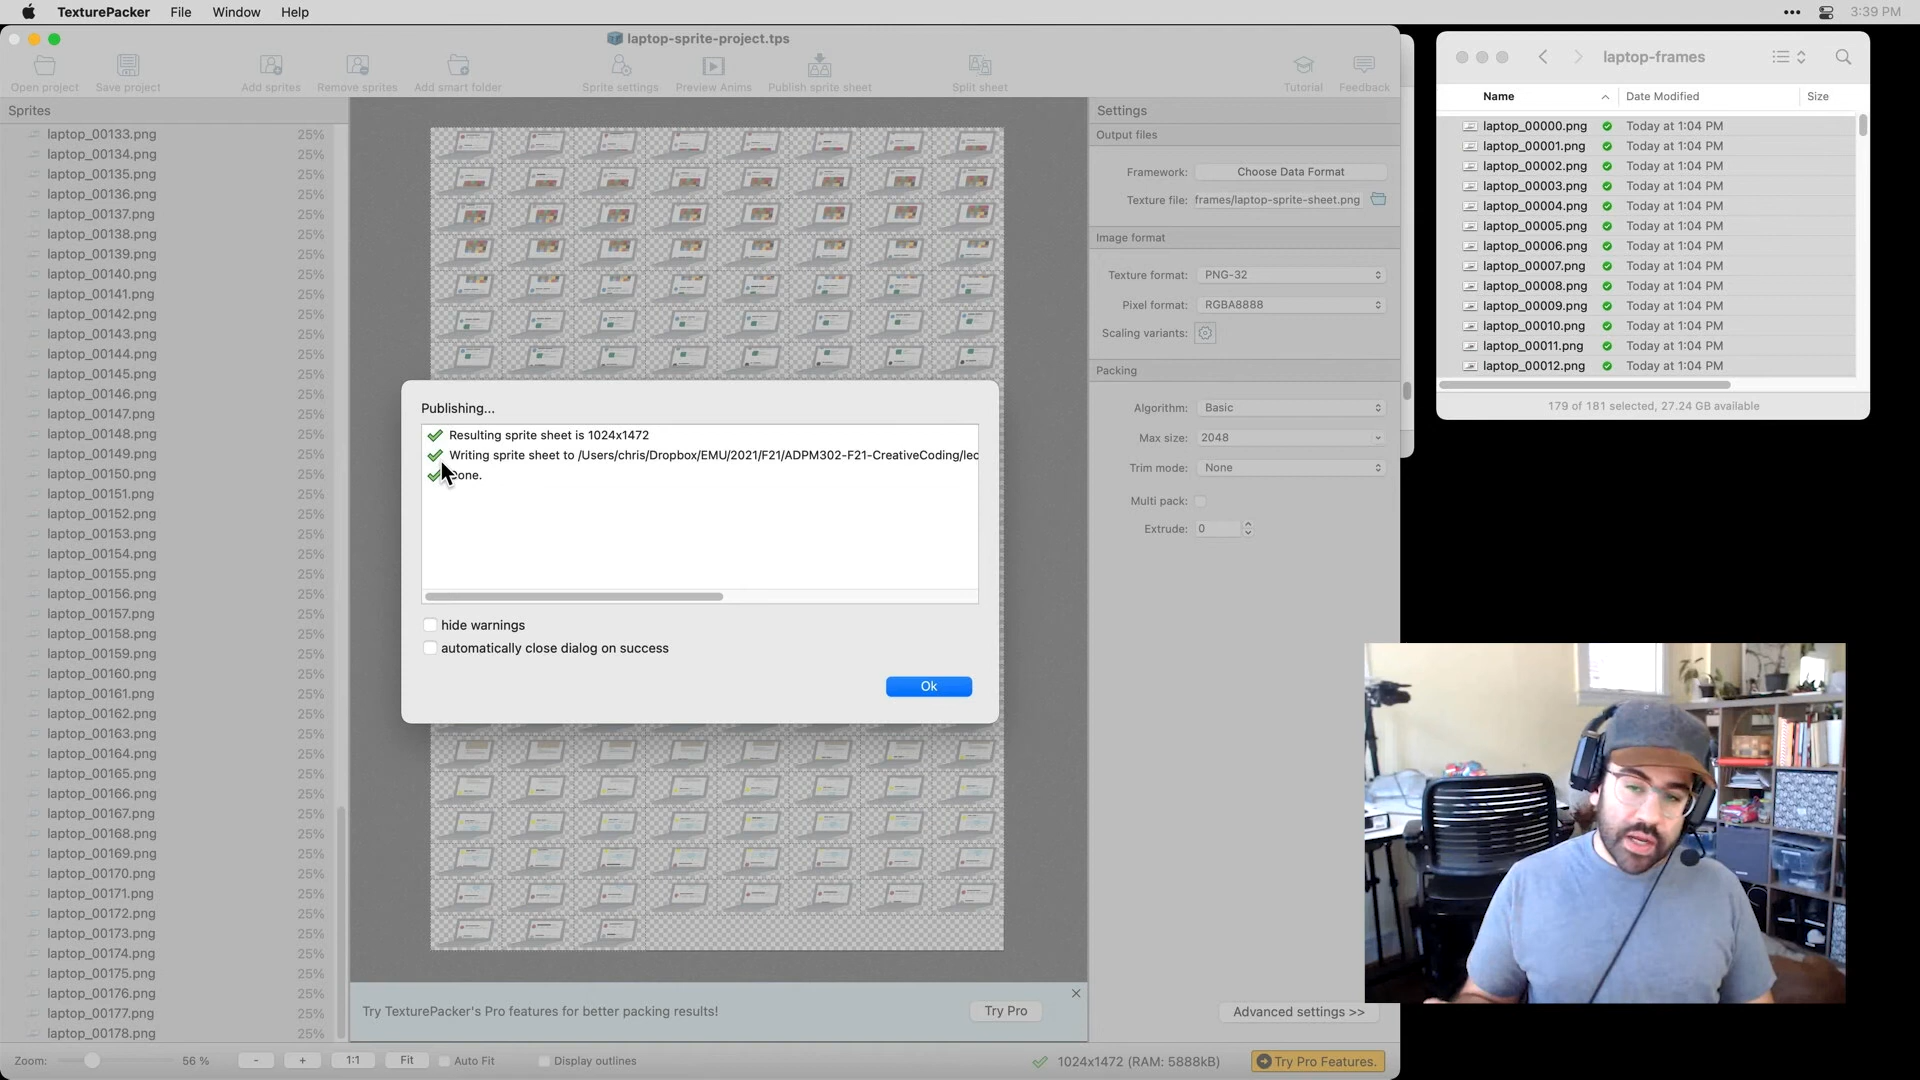 TexturePacker File Window Help
3:39 PM
laptop-sprite-project.tps
Open project Save project Add sprites Remove sprites Add smart folder Sprite settings Preview Anims Publish sprite sheet Split sheet Tutorial Feedback
Sprites
laptop_00133.png 25%
laptop_00134.png 25%
laptop_00135.png 25%
laptop_00136.png 25%
laptop_00137.png 25%
laptop_00138.png 25%
laptop_00139.png 25%
laptop_00140.png 25%
laptop_00141.png 25%
laptop_00142.png 25%
laptop_00143.png 25%
laptop_00144.png 25%
laptop_00145.png 25%
laptop_00146.png 25%
laptop_00147.png 25%
laptop_00148.png 25%
laptop_00149.png 25%
laptop_00150.png 25%
laptop_00151.png 25%
laptop_00152.png 25%
laptop_00153.png 25%
laptop_00154.png 25%
laptop_00155.png 25%
laptop_00156.png 25%
laptop_00157.png 25%
laptop_00158.png 25%
laptop_00159.png 25%
laptop_00160.png 25%
laptop_00161.png 25%
laptop_00162.png 25%
laptop_00163.png 25%
laptop_00164.png 25%
laptop_00165.png 25%
laptop_00166.png 25%
laptop_00167.png 25%
laptop_00168.png 25%
laptop_00169.png 25%
laptop_00170.png 25%
laptop_00171.png 25%
laptop_00172.png 25%
laptop_00173.png 25%
laptop_00174.png 25%
laptop_00175.png 25%
laptop_00176.png 25%
laptop_00177.png 25%
laptop_00178.png 25%
Zoom: 56 % - + 1:1 Fit Auto Fit Display outlines
Publishing...
Resulting sprite sheet is 1024x1472
Writing sprite sheet to /Users/chris/Dropbox/EMU/2021/F21/ADPM302-F21-CreativeCoding/lec
one.
hide warnings
automatically close dialog on success
Ok
Try TexturePacker's Pro features for better packing results!
Try Pro
1024x1472 (RAM: 5888kB)
Try Pro Features.
Settings
Output files
Framework: Choose Data Format
Texture file: frames/laptop-sprite-sheet.png
Image format
Texture format: PNG-32
Pixel format: RGBA8888
Scaling variants:
Packing
Algorithm: Basic
Max size: 2048
Trim mode: None
Multi pack:
Extrude: 0
Advanced settings >>
laptop-frames
Name Date Modified Size
laptop_00000.png Today at 1:04 PM
laptop_00001.png Today at 1:04 PM
laptop_00002.png Today at 1:04 PM
laptop_00003.png Today at 1:04 PM
laptop_00004.png Today at 1:04 PM
laptop_00005.png Today at 1:04 PM
laptop_00006.png Today at 1:04 PM
laptop_00007.png Today at 1:04 PM
laptop_00008.png Today at 1:04 PM
laptop_00009.png Today at 1:04 PM
laptop_00010.png Today at 1:04 PM
laptop_00011.png Today at 1:04 PM
laptop_00012.png Today at 1:04 PM
179 of 181 selected, 27.24 GB available